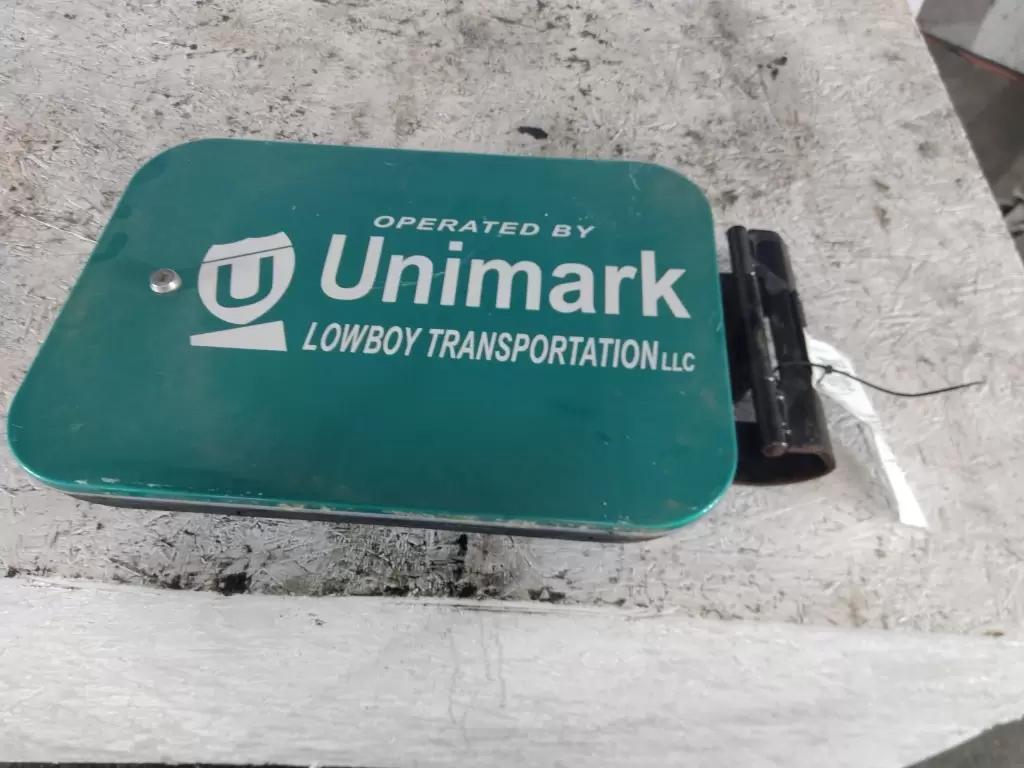 OPERATED BY
U
Unimark
LOWBOY TRANSPORTATION LLC